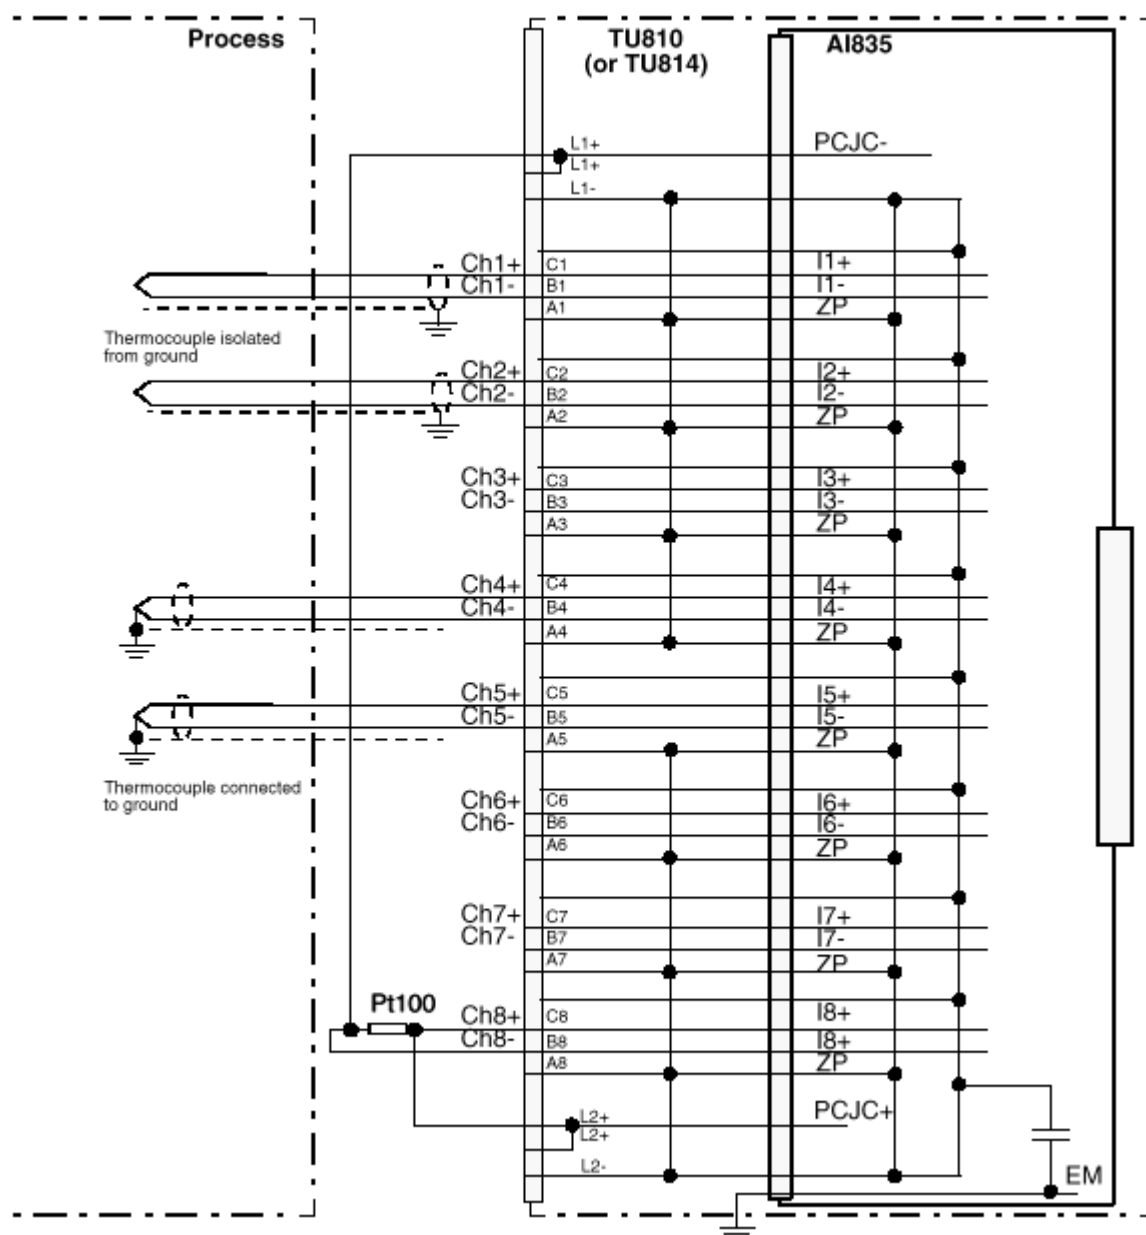 Process
TU810
(or TU814)
AI835
L1+
PCJC-
L1+
L1-
Ch1+
C1
I1+
Ch1-
B1
I1-
A1
ZP
Thermocouple isolated
from ground
Ch2+
C2
I2+
Ch2-
B2
I2-
A2
ZP
Ch3+
C3
I3+
Ch3-
B3
I3-
A3
ZP
Ch4+
C4
I4+
Ch4-
B4
I4-
A4
ZP
Ch5+
C5
I5+
Ch5-
B5
I5-
A5
ZP
Thermocouple connected
to ground
Ch6+
C6
I6+
Ch6-
B6
I6-
A6
ZP
Ch7+
C7
I7+
Ch7-
B7
I7-
A7
ZP
Pt100
Ch8+
C8
I8+
Ch8-
B8
I8+
A8
ZP
L2+
PCJC+
L2+
L2-
EM